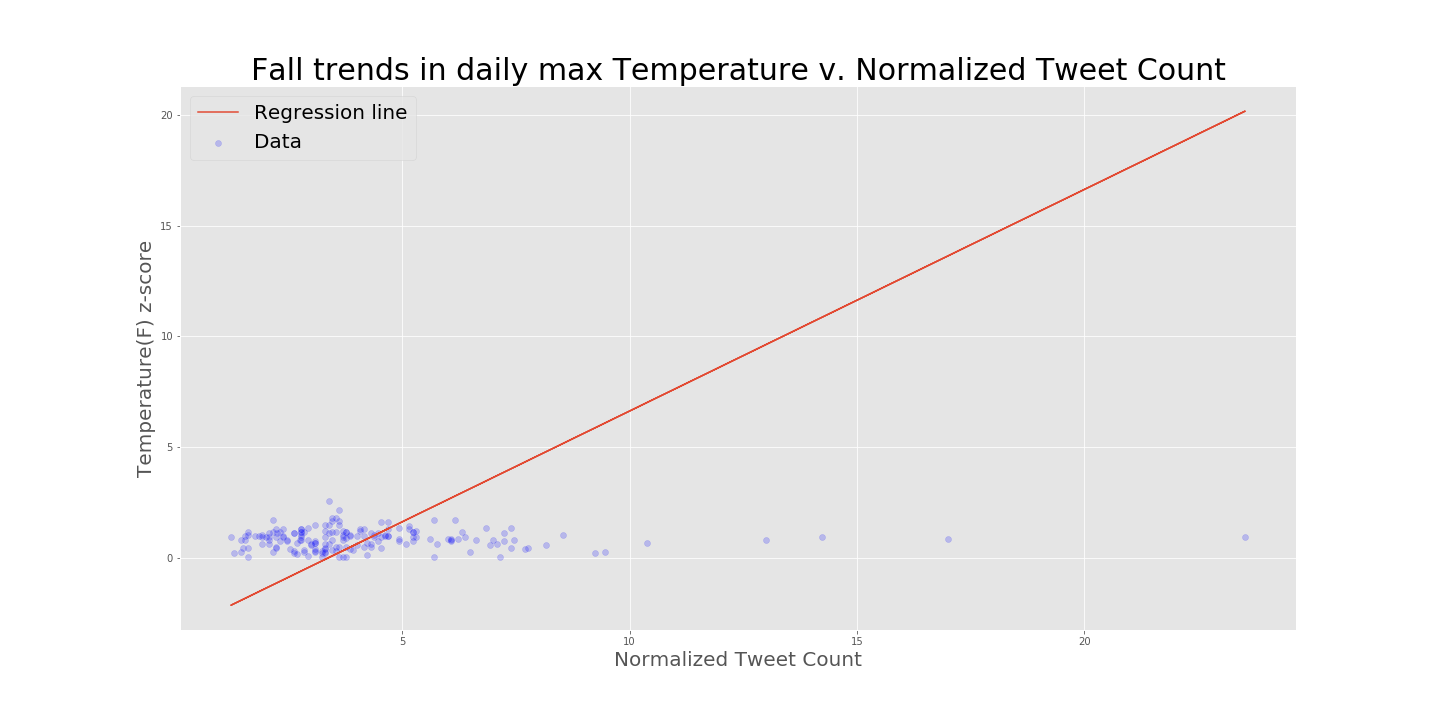 Fall trends in daily max Temperature v. Normalized Tweet Count
Regression line
Data
20
15
10
5
0
Temperature(F) z-score
5 10 15 20
Normalized Tweet Count